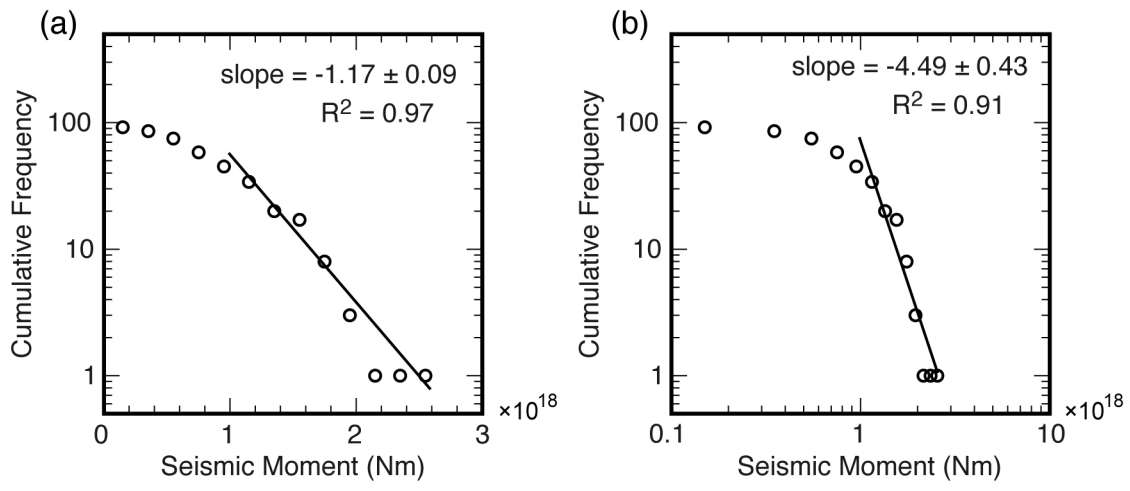 (a)
slope = -1.17 ± 0.09
R² = 0.97
Cumulative Frequency
100
10
1
0 1 2 3
×10¹⁸
Seismic Moment (Nm)
(b)
slope = -4.49 ± 0.43
R² = 0.91
Cumulative Frequency
100
10
1
0.1 1 10
×10¹⁸
Seismic Moment (Nm)